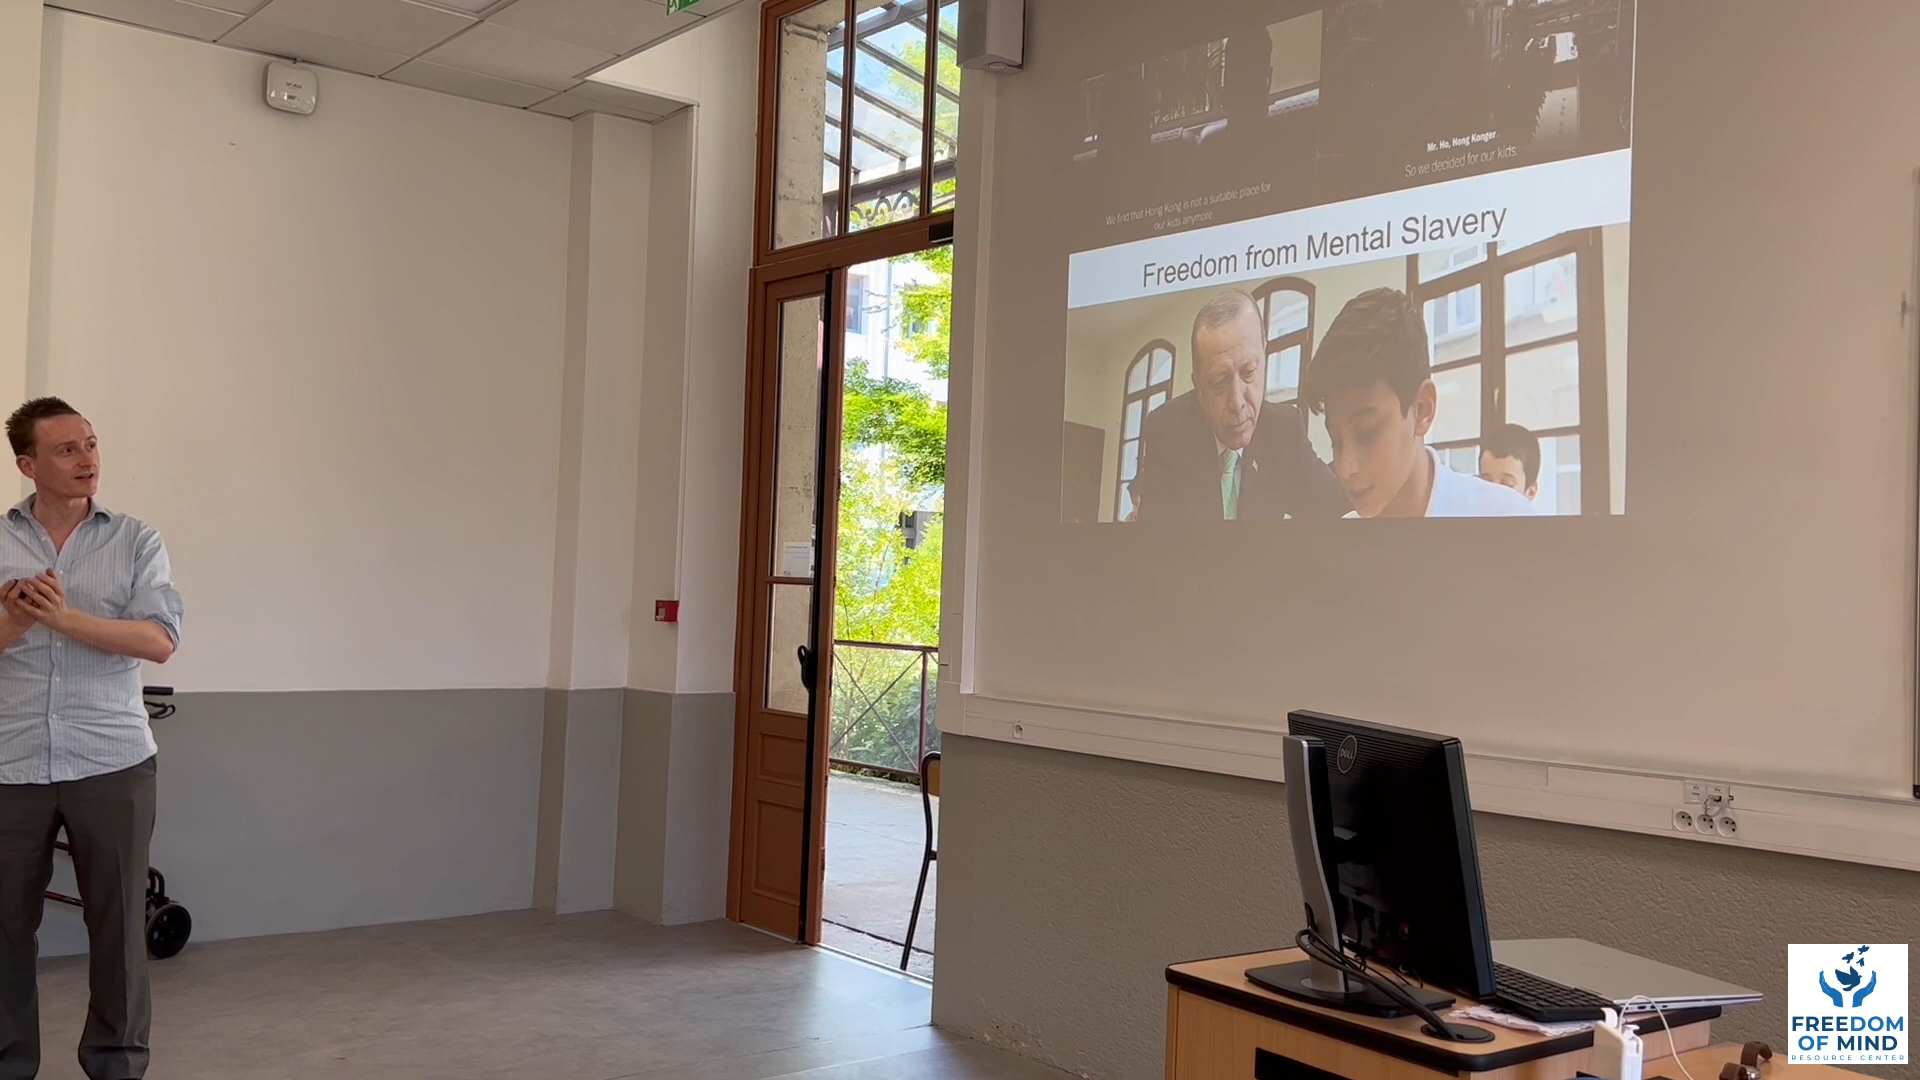 Mr. Ho, Hong Konger
So we decided for our kids.
We find that Hong Kong is not a suitable place for
our kids anymore.
Freedom from Mental Slavery
DELL
FREEDOM
OF MIND
RESOURCE CENTER